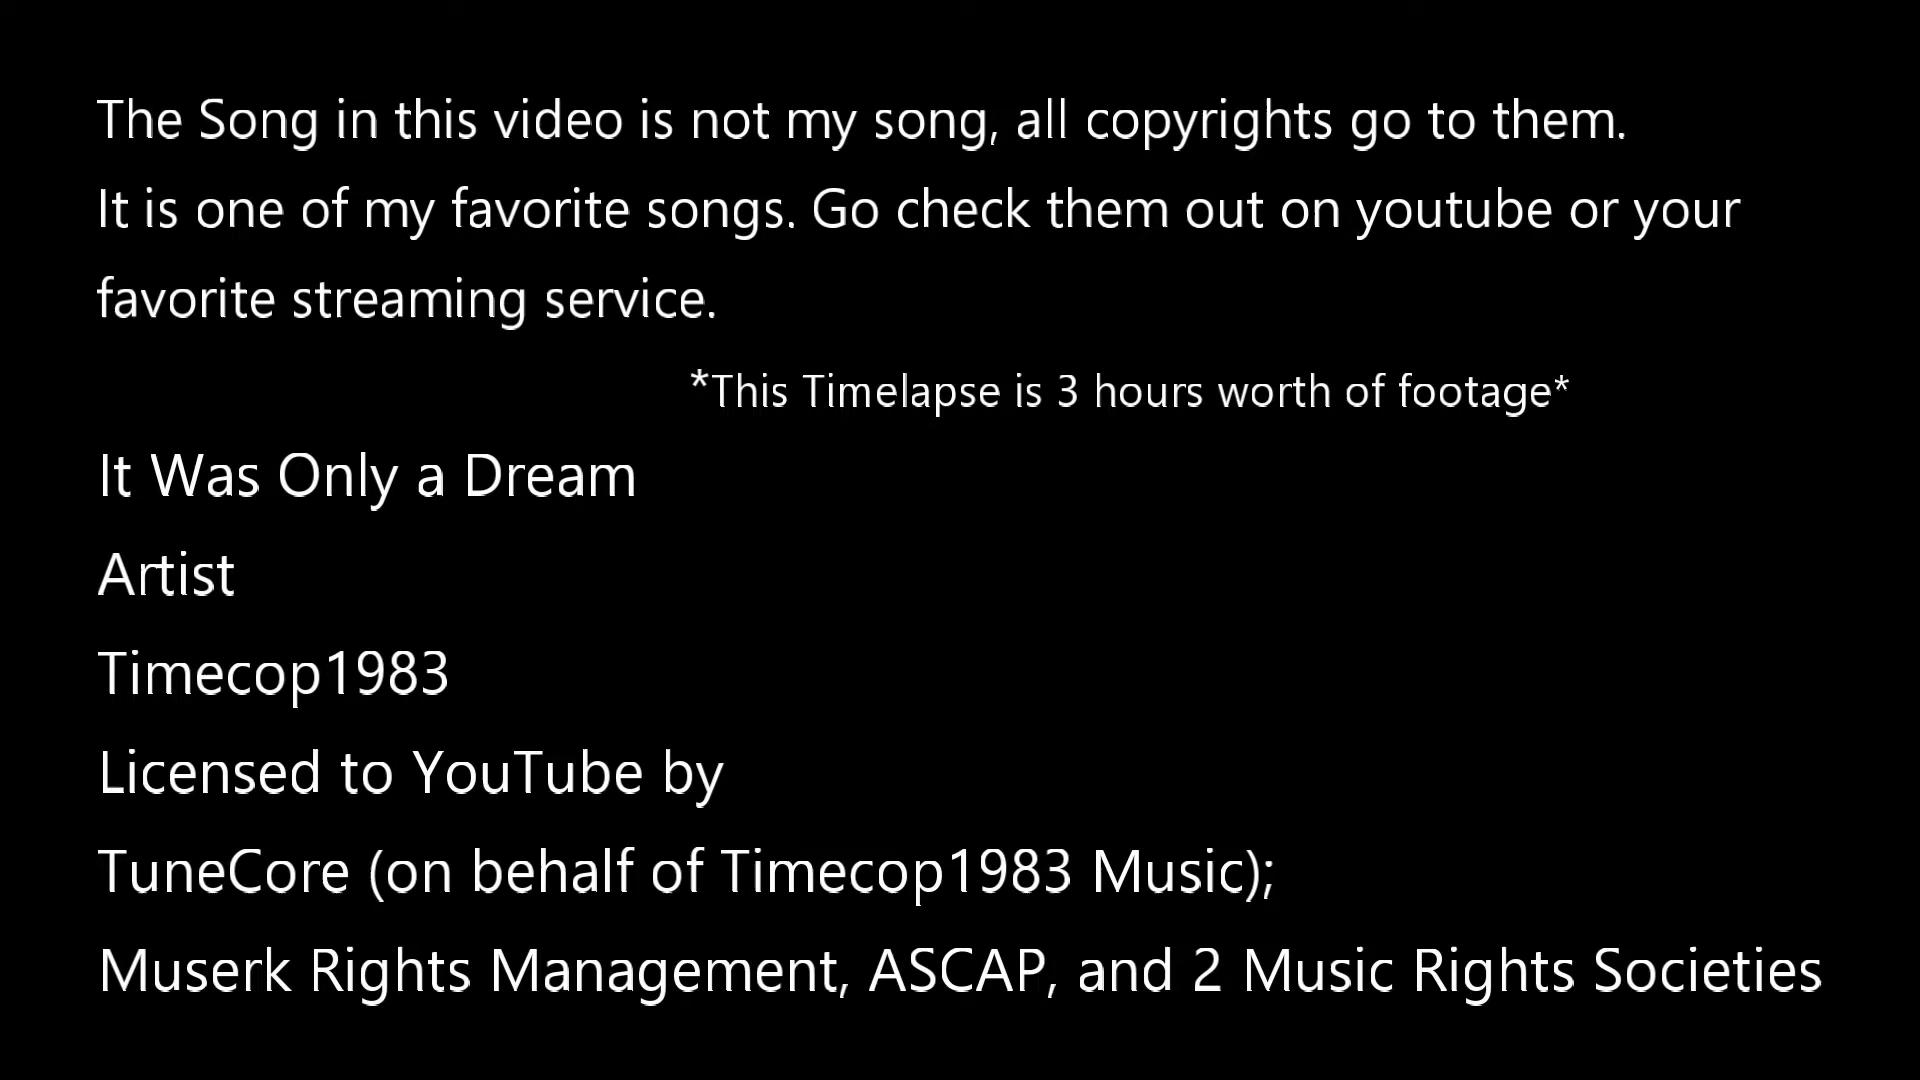 The Song in this video is not my song, all copyrights go to them.
It is one of my favorite songs. Go check them out on youtube or your
favorite streaming service.
*This Timelapse is 3 hours worth of footage*
It Was Only a Dream
Artist
Timecop1983
Licensed to YouTube by
TuneCore (on behalf of Timecop1983 Music);
Muserk Rights Management, ASCAP, and 2 Music Rights Societies